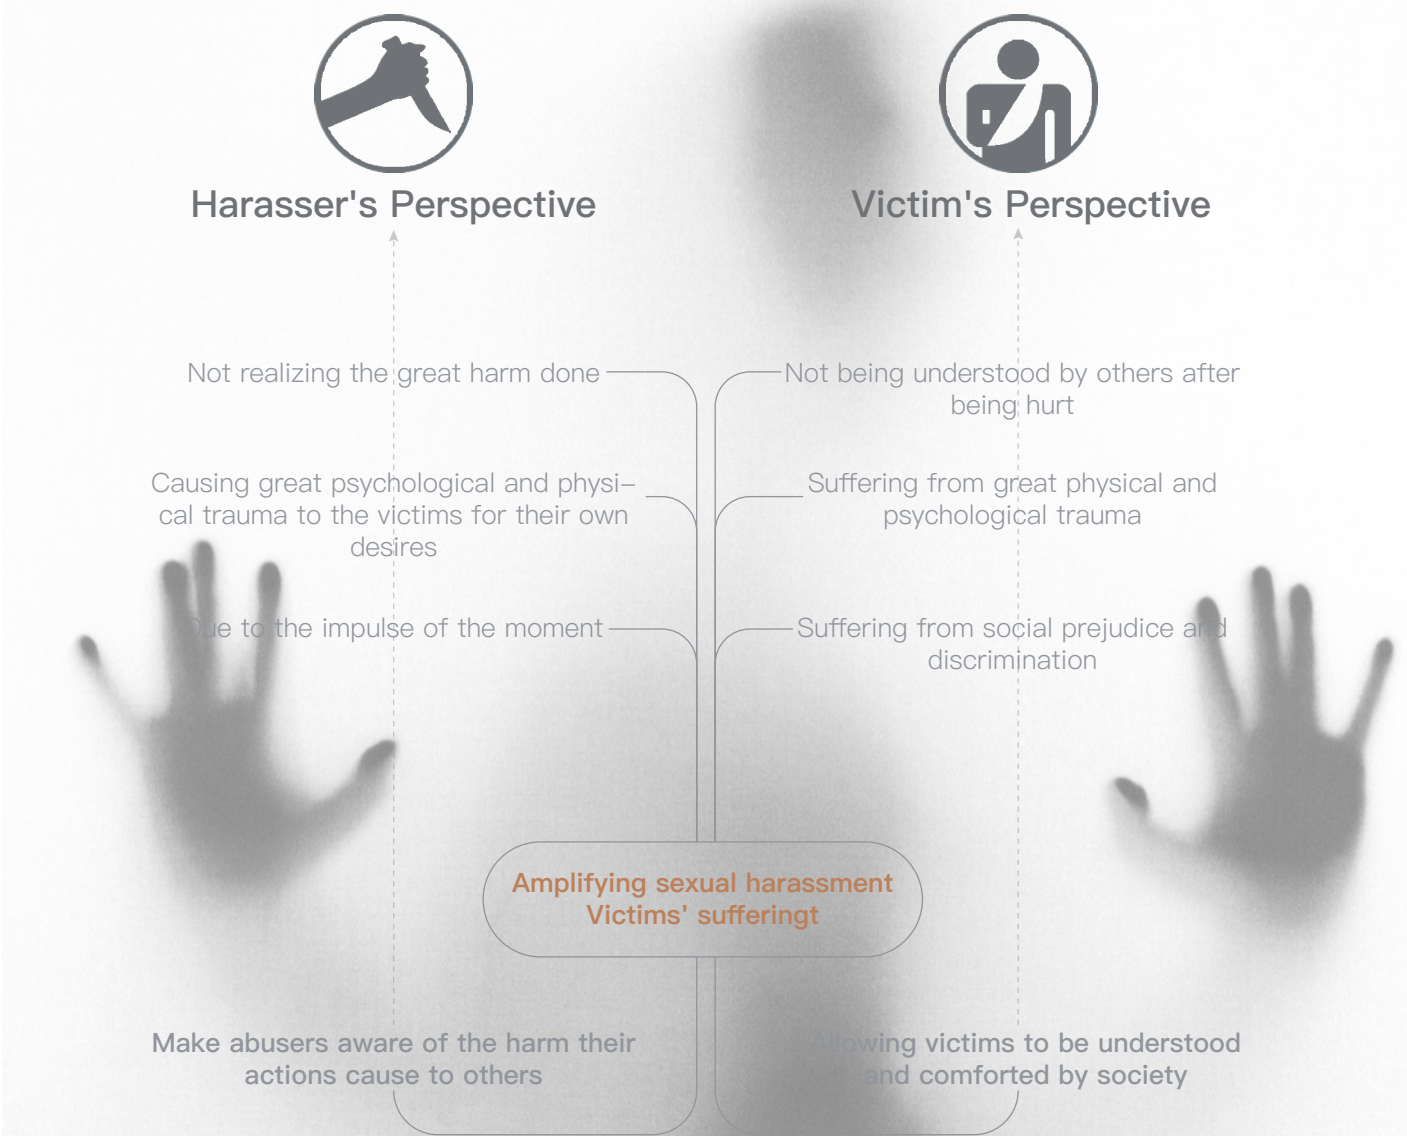 Harasser's Perspective
Not realizing the great harm done
Causing great psychological and physi-
cal trauma to the victims for their own
desires
Due to the impulse of the moment
Victim's Perspective
Not being understood by others after
being hurt
Suffering from great physical and
psychological trauma
Suffering from social prejudice and
discrimination
Amplifying sexual harassment
Victims' sufferingt
Make abusers aware of the harm their
actions cause to others
Allowing victims to be understood
and comforted by society